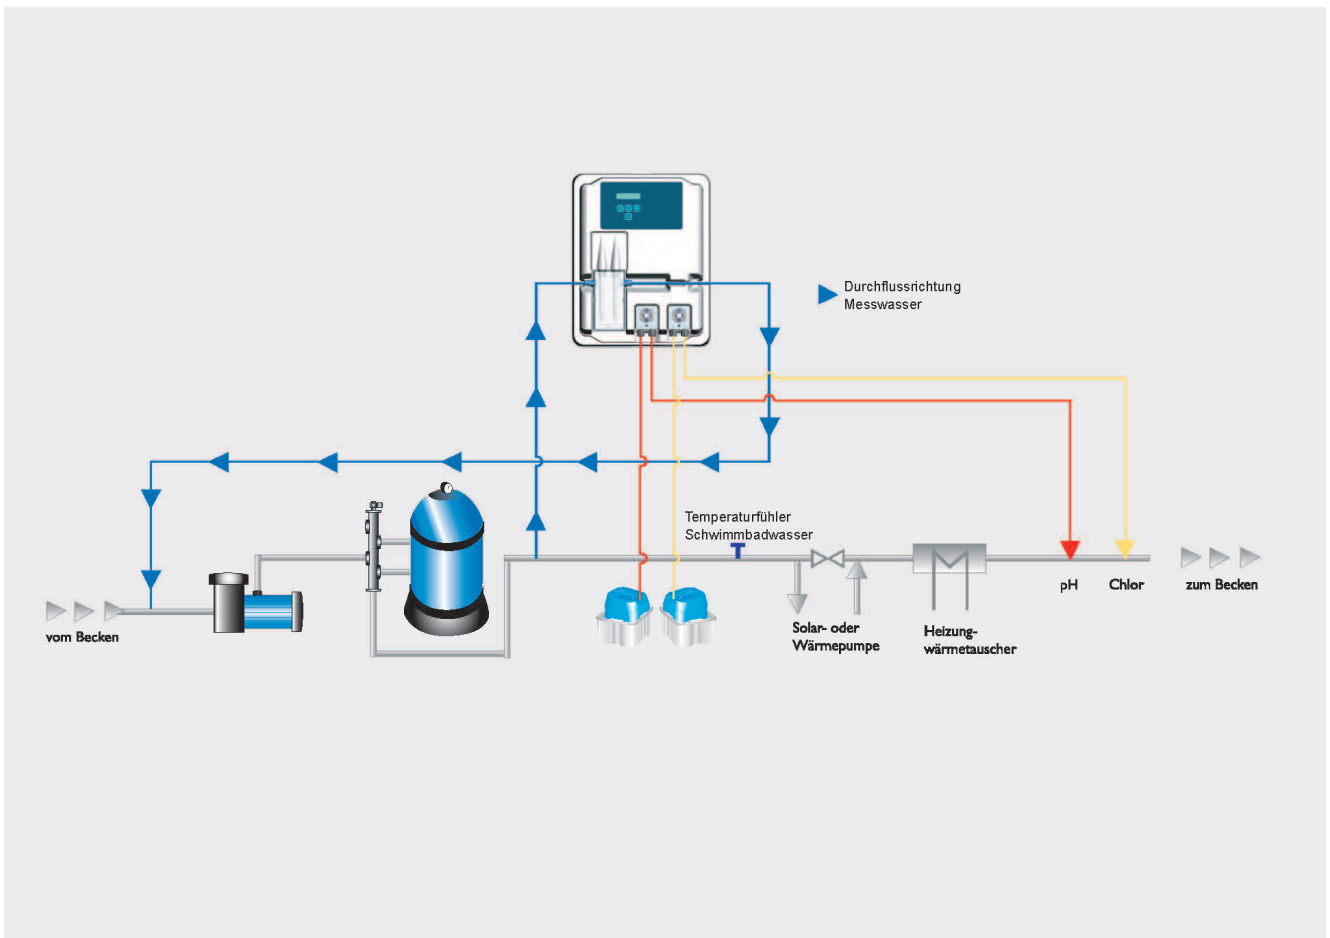 Durchflussrichtung
Messwasser
Temperaturfühler
Schwimmbadwasser
vom Becken
Solar- oder
Wärmepumpe
Heizung-
wärmetauscher
pH
Chlor
zum Becken